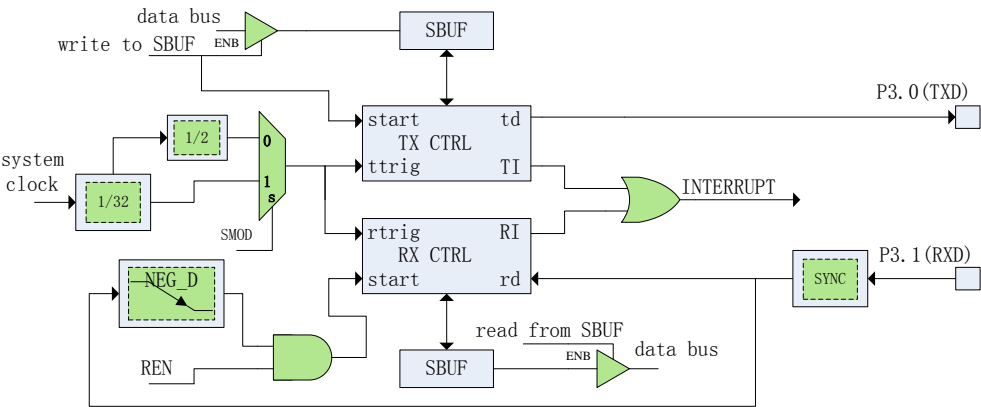 data bus
ENB
write to SBUF
SBUF
P3.0(TXD)
start
td
TX CTRL
ttrig
TI
1/2
0
system
clock
1/32
1
s
INTERRUPT
SMOD
rtrig
RI
RX CTRL
start
rd
P3.1(RXD)
SYNC
NEG_D
read from SBUF
ENB
data bus
REN
SBUF